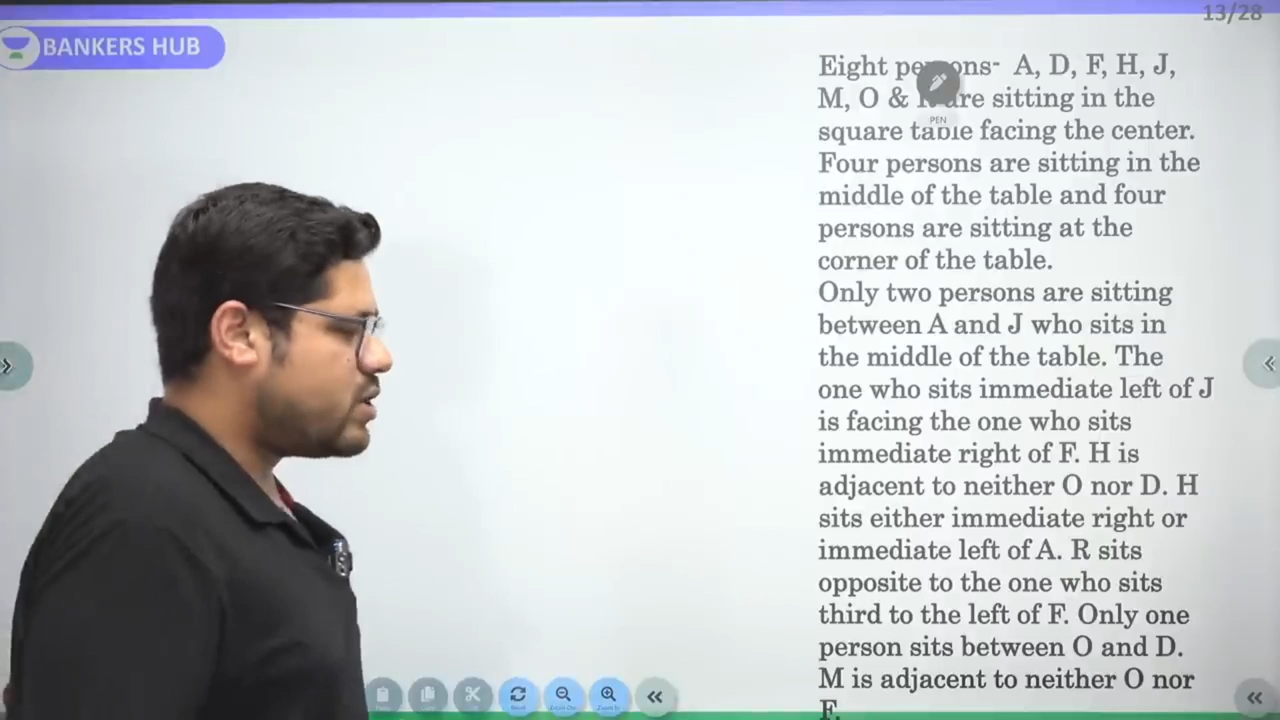 13/28
BANKERS HUB
Eight persons- A, D, F, H, J,
M, O & R are sitting in the
square table facing the center.
Four persons are sitting in the
middle of the table and four
persons are sitting at the
corner of the table.
Only two persons are sitting
between A and J who sits in
the middle of the table. The
one who sits immediate left of J
is facing the one who sits
immediate right of F. H is
adjacent to neither O nor D. H
sits either immediate right or
immediate left of A. R sits
opposite to the one who sits
third to the left of F. Only one
person sits between O and D.
M is adjacent to neither O nor
F.
PEN